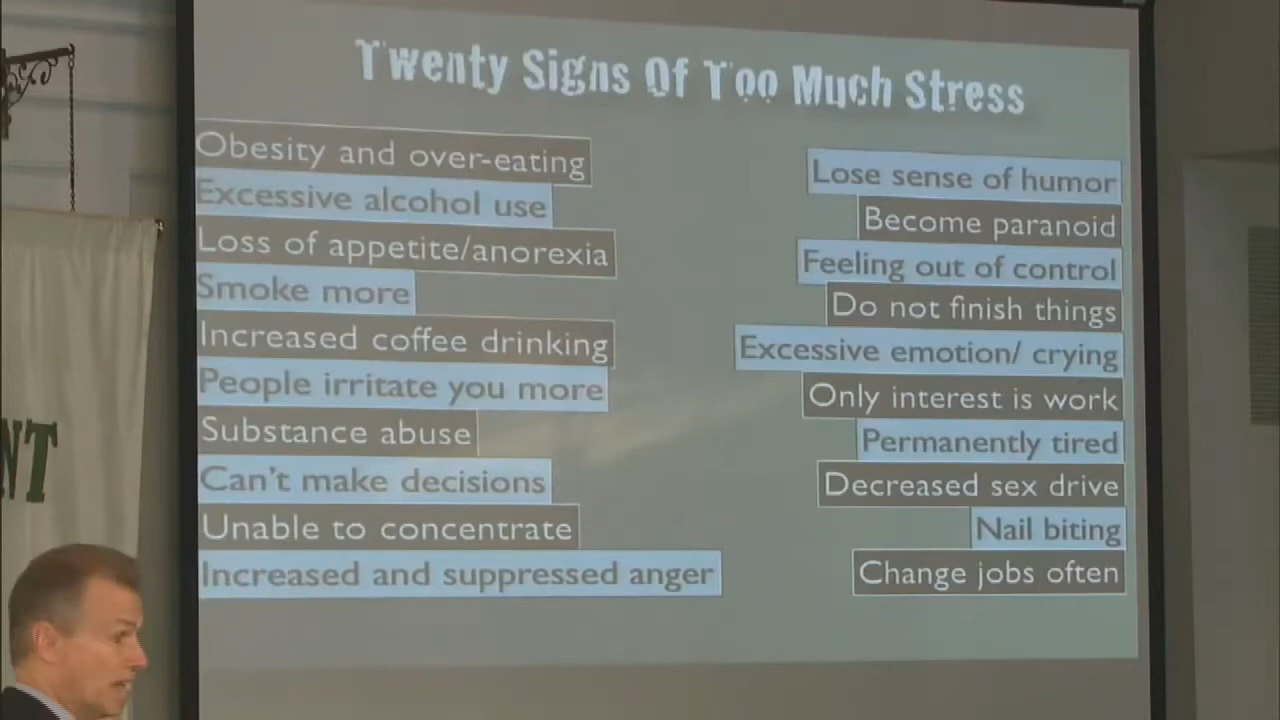 Twenty Signs Of Too Much Stress
Obesity and over-eating
Excessive alcohol use
Loss of appetite/anorexia
Smoke more
Increased coffee drinking
People irritate you more
Substance abuse
Can't make decisions
Unable to concentrate
Increased and suppressed anger
Lose sense of humor
Become paranoid
Feeling out of control
Do not finish things
Excessive emotion/ crying
Only interest is work
Permanently tired
Decreased sex drive
Nail biting
Change jobs often
NT